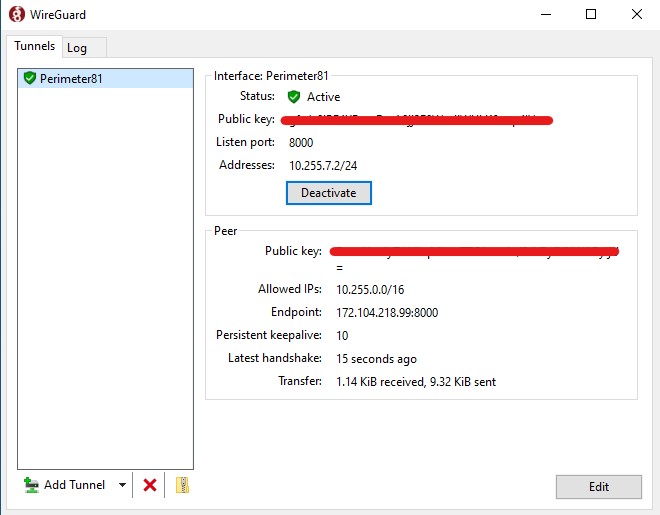 WireGuard
Tunnels
Log
Perimeter81
Interface: Perimeter81
Status: Active
Public key:
Listen port: 8000
Addresses: 10.255.7.2/24
Deactivate
Peer
Public key:
=
Allowed IPs: 10.255.0.0/16
Endpoint: 172.104.218.99:8000
Persistent keepalive: 10
Latest handshake: 15 seconds ago
Transfer: 1.14 KiB received, 9.32 KiB sent
Add Tunnel
Edit